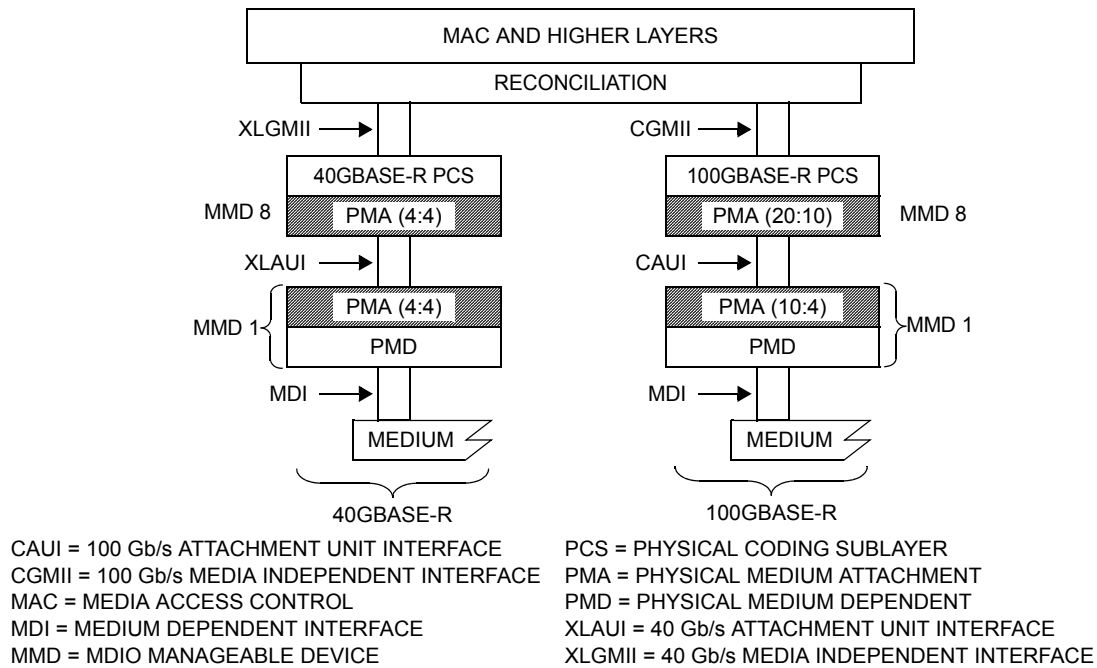 MAC AND HIGHER LAYERS
RECONCILIATION
XLGMII
CGMII
40GBASE-R PCS
100GBASE-R PCS
MMD 8
PMA (4:4)
PMA (20:10)
MMD 8
XLAUI
CAUI
PMA (4:4)
PMA (10:4)
MMD 1
MMD 1
PMD
PMD
MDI
MDI
MEDIUM
MEDIUM
40GBASE-R
100GBASE-R
CAUI = 100 Gb/s ATTACHMENT UNIT INTERFACE
CGMII = 100 Gb/s MEDIA INDEPENDENT INTERFACE
MAC = MEDIA ACCESS CONTROL
MDI = MEDIUM DEPENDENT INTERFACE
MMD = MDIO MANAGEABLE DEVICE
PCS = PHYSICAL CODING SUBLAYER
PMA = PHYSICAL MEDIUM ATTACHMENT
PMD = PHYSICAL MEDIUM DEPENDENT
XLAUI = 40 Gb/s ATTACHMENT UNIT INTERFACE
XLGMII = 40 Gb/s MEDIA INDEPENDENT INTERFACE